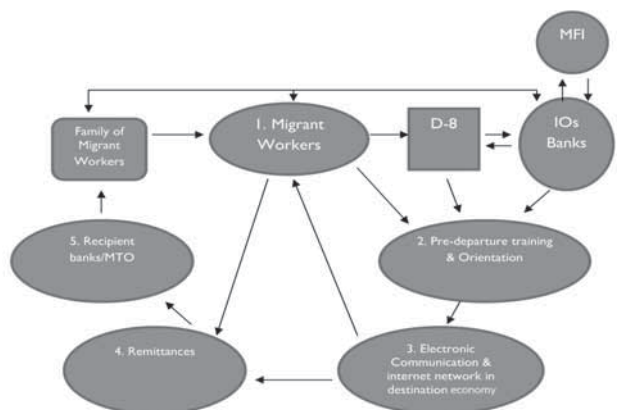 MFI
Family of
Migrant
Workers
1. Migrant
Workers
D-8
IOs
Banks
5. Recipient
banks/MTO
2. Pre-departure training
& Orientation
4. Remittances
3. Electronic
Communication &
internet network in
destination economy